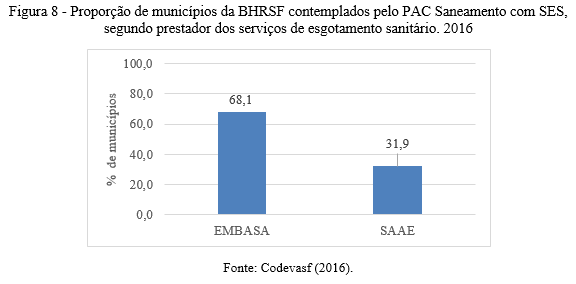 Figura 8 - Proporção de municípios da BHRSF contemplados pelo PAC Saneamento com SES,
segundo prestador dos serviços de esgotamento sanitário. 2016
% de municípios
100,0
80,0
60,0
40,0
20,0
0,0
68,1
31,9
EMBASA
SAAE
Fonte: Codevasf (2016).